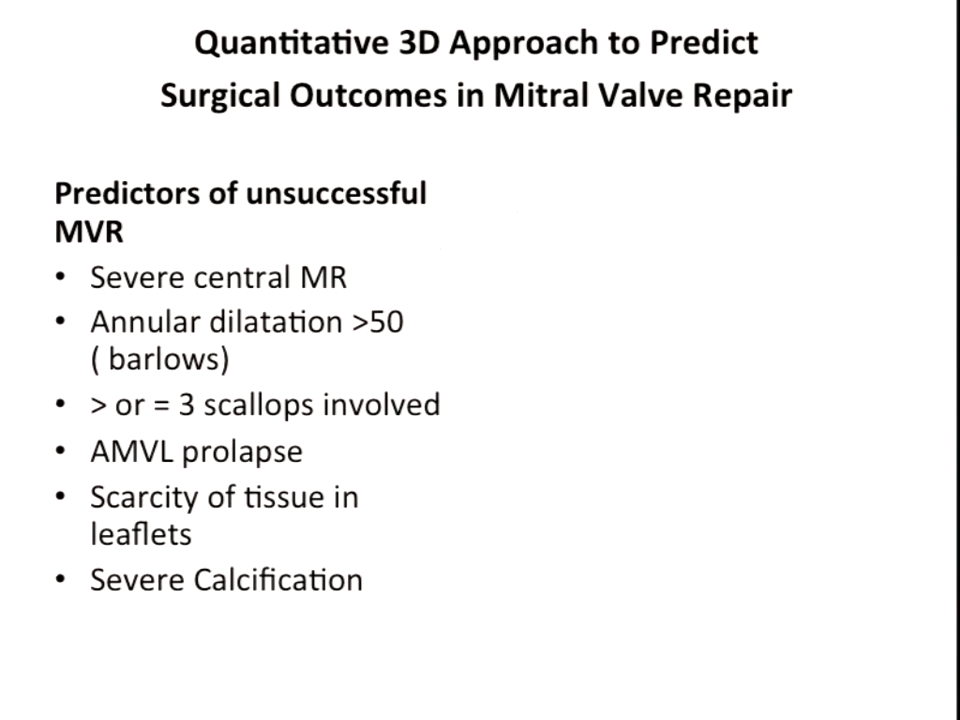 Quantitative 3D Approach to Predict
Surgical Outcomes in Mitral Valve Repair
Predictors of unsuccessful
MVR
• Severe central MR
• Annular dilatation >50
( barlows)
• > or = 3 scallops involved
• AMVL prolapse
• Scarcity of tissue in
leaflets
• Severe Calcification